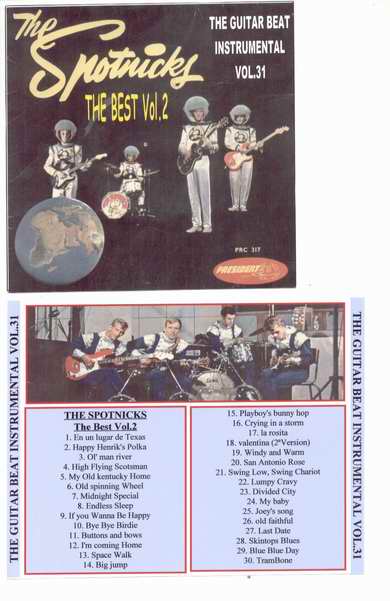 The
Spotnicks
THE BEST Vol.2
THE GUITAR BEAT
INSTRUMENTAL
VOL.31
PRC 317
PRESIDENT
THE GUITAR BEAT INSTRUMENTAL VOL.31
THE SPOTNICKS
The Best Vol.2
1. En un lugar de Texas
2. Happy Henrik's Polka
3. Ol' man river
4. High Flying Scotsman
5. My Old kentucky Home
6. Old spinning Wheel
7. Midnight Special
8. Endless Sleep
9. If you Wanna Be Happy
10. Bye Bye Birdie
11. Buttons and bows
12. I'm coming Home
13. Space Walk
14. Big jump
15. Playboy's bunny hop
16. Crying in a storm
17. la rosita
18. valentina (2ªVersion)
19. Windy and Warm
20. San Antonio Rose
21. Swing Low, Swing Chariot
22. Lumpy Cravy
23. Divided City
24. My baby
25. Joey's song
26. old faithful
27. Last Date
28. Skintops Blues
29. Blue Blue Day
30. TramBone
THE GUITAR BEAT INSTRUMENTAL VOL.31